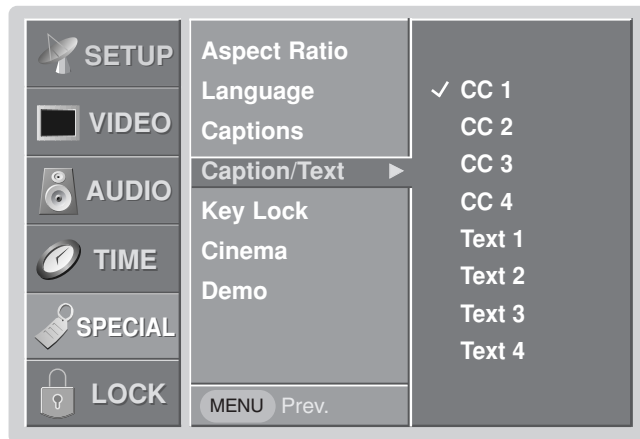 SETUP
VIDEO
AUDIO
TIME
SPECIAL
LOCK
Aspect Ratio
Language
Captions
Caption/Text ►
Key Lock
Cinema
Demo
MENU Prev.
✓ CC 1
CC 2
CC 3
CC 4
Text 1
Text 2
Text 3
Text 4